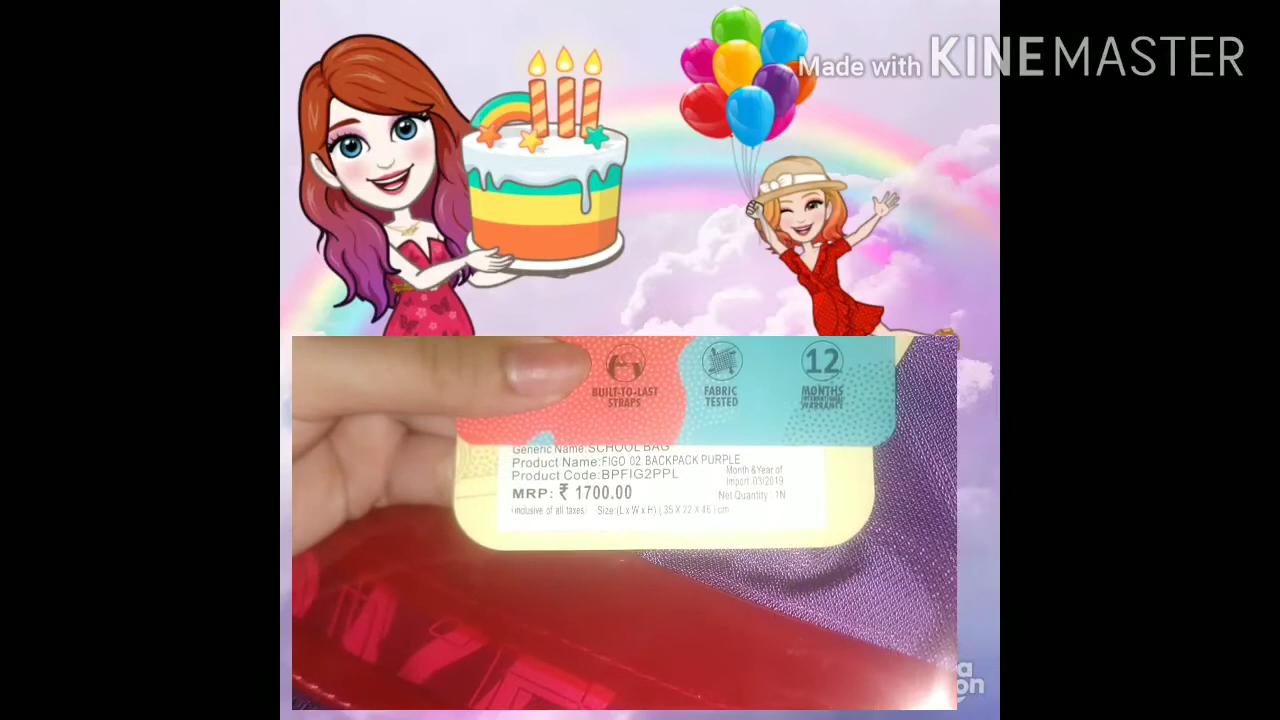 Made with KINEMASTER
BUILT-TO-LAST
STRAPS
FABRIC
TESTED
12
MONTHS
INTERNATIONAL
WARRANTY
Generic Name:SCHOOL BAG
Product Name:FIGO 02 BACKPACK PURPLE
Product Code:BPFIG2PPL
Month &Year of
Import :03/2019
MRP: ₹ 1700.00
Net Quantity : 1N
(inclusive of all taxes) Size:(L x W x H) ( 35 X 22 X 46 ) cm